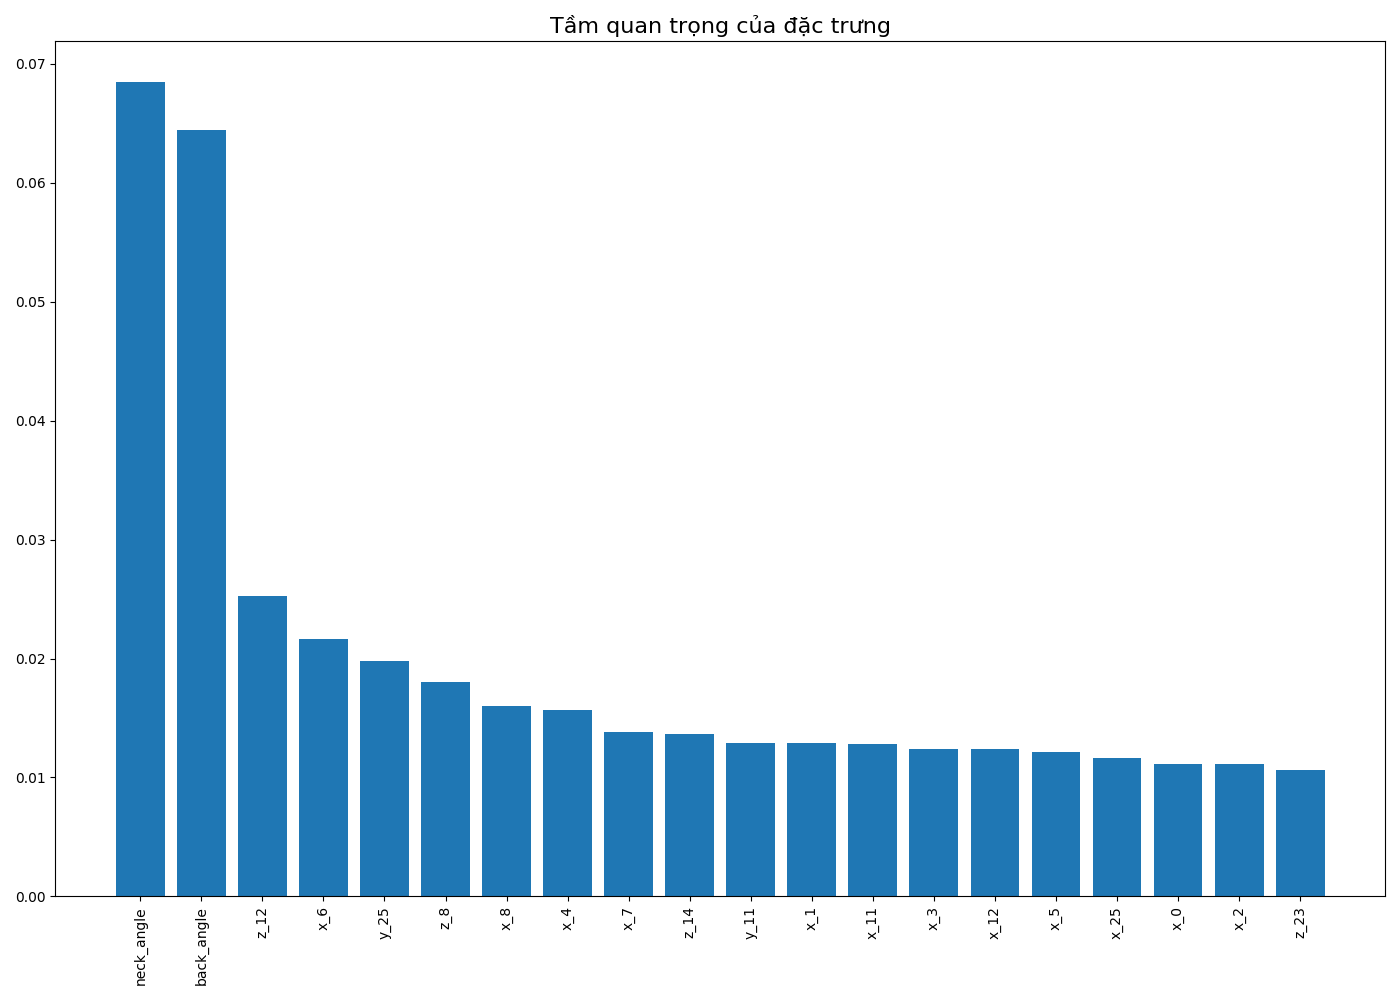 Tầm quan trọng của đặc trưng
0.07
0.06
0.05
0.04
0.03
0.02
0.01
0.00
neck_angle
back_angle
z_12
x_6
y_25
z_8
x_8
x_4
x_7
z_14
y_11
x_1
x_11
x_3
x_12
x_5
x_25
x_0
x_2
z_23